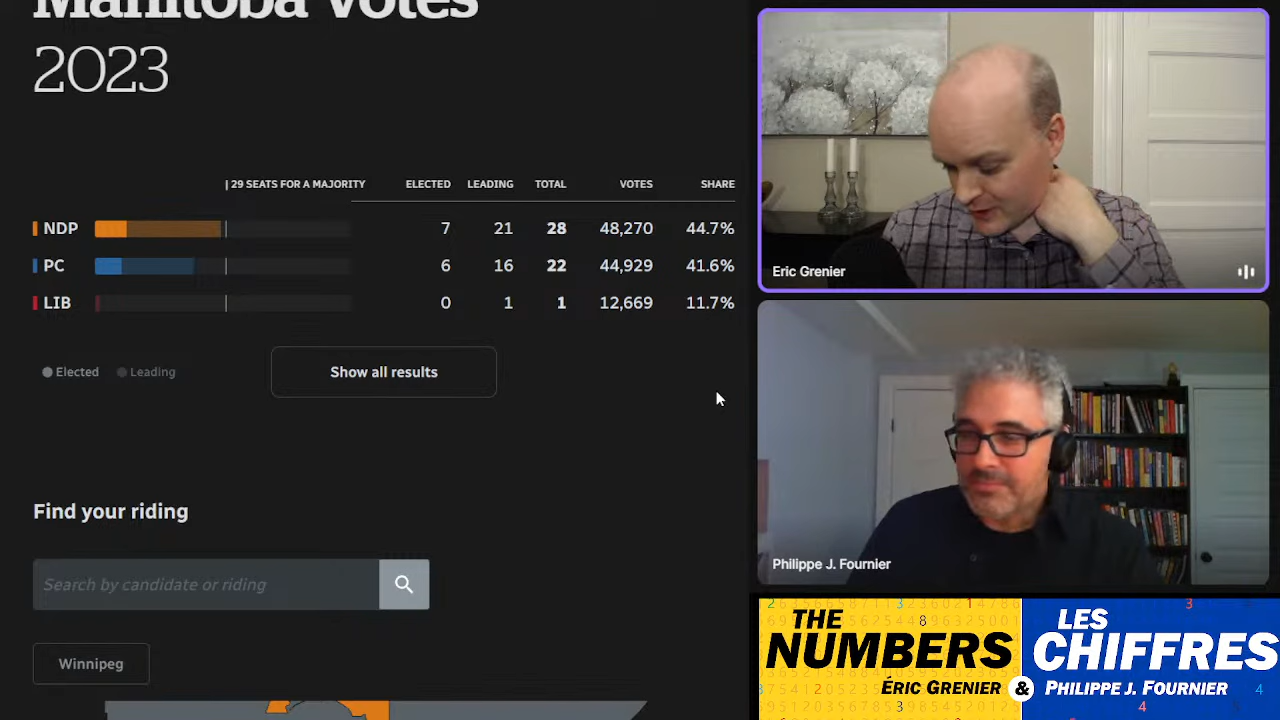 Manitoba Votes
2023
| 29 SEATS FOR A MAJORITY ELECTED LEADING TOTAL VOTES SHARE
NDP 7 21 28 48,270 44.7%
PC 6 16 22 44,929 41.6%
LIB 0 1 1 12,669 11.7%
Elected Leading
Show all results
Find your riding
Search by candidate or riding
Winnipeg
Eric Grenier
Philippe J. Fournier
THE
NUMBERS
ÉRIC GRENIER
&
LES
CHIFFRES
PHILIPPE J. FOURNIER